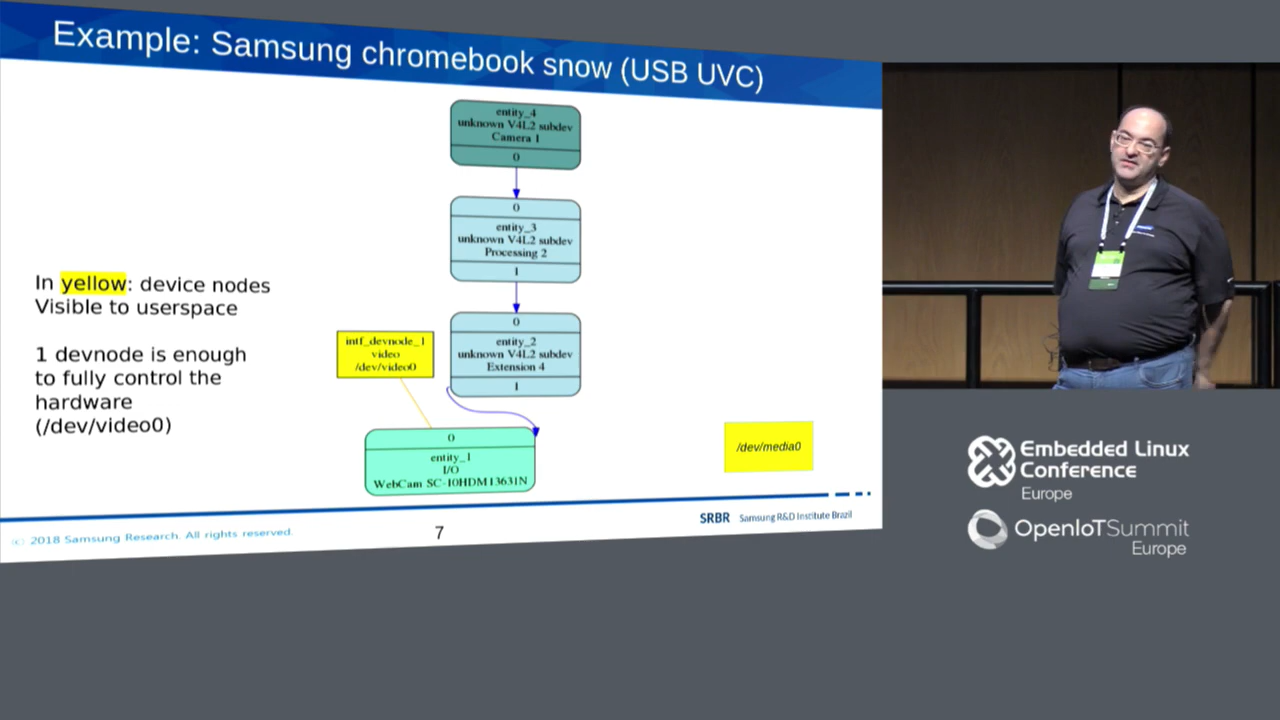 Example: Samsung chromebook snow (USB UVC)
entity_4
unknown V4L2 subdev
Camera 1
0
0
entity_3
unknown V4L2 subdev
Processing 2
1
In yellow: device nodes
Visible to userspace
1 devnode is enough
to fully control the
hardware
(/dev/video0)
intf_devnode_1
video
/dev/video0
0
entity_2
unknown V4L2 subdev
Extension 4
1
0
entity_1
I/O
WebCam SC-10HDM13631N
/dev/media0
© 2018 Samsung Research. All rights reserved.
7
SRBR Samsung R&D Institute Brazil
Embedded Linux
Conference
Europe
OpenIoTSummit
Europe